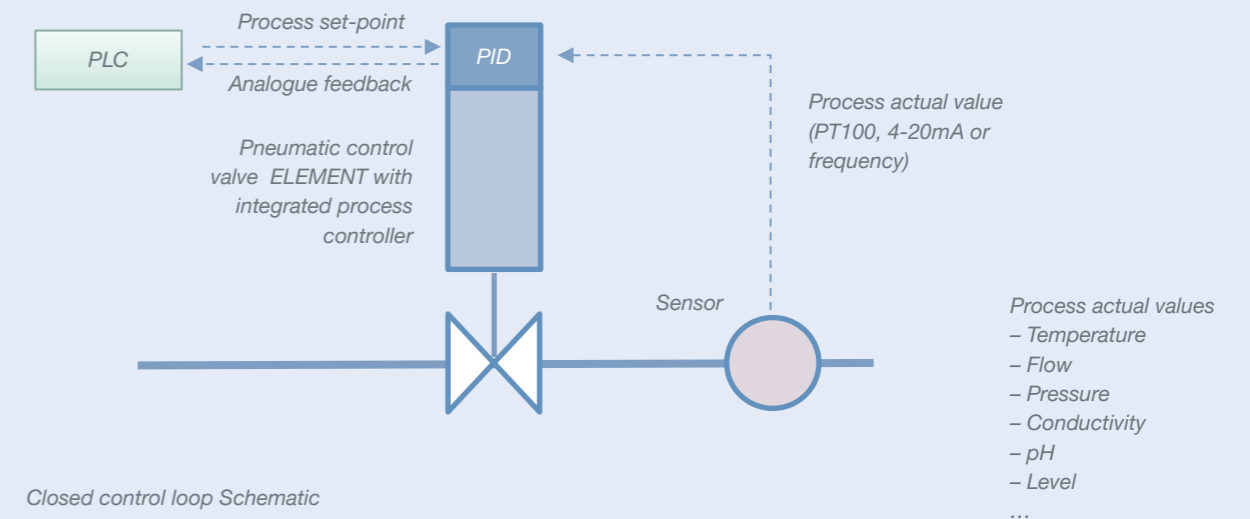 Process set-point
PLC
PID
Analogue feedback
Process actual value
(PT100, 4-20mA or
frequency)
Pneumatic control
valve ELEMENT with
integrated process
controller
Sensor
Process actual values
– Temperature
– Flow
– Pressure
– Conductivity
– pH
– Level
...
Closed control loop Schematic